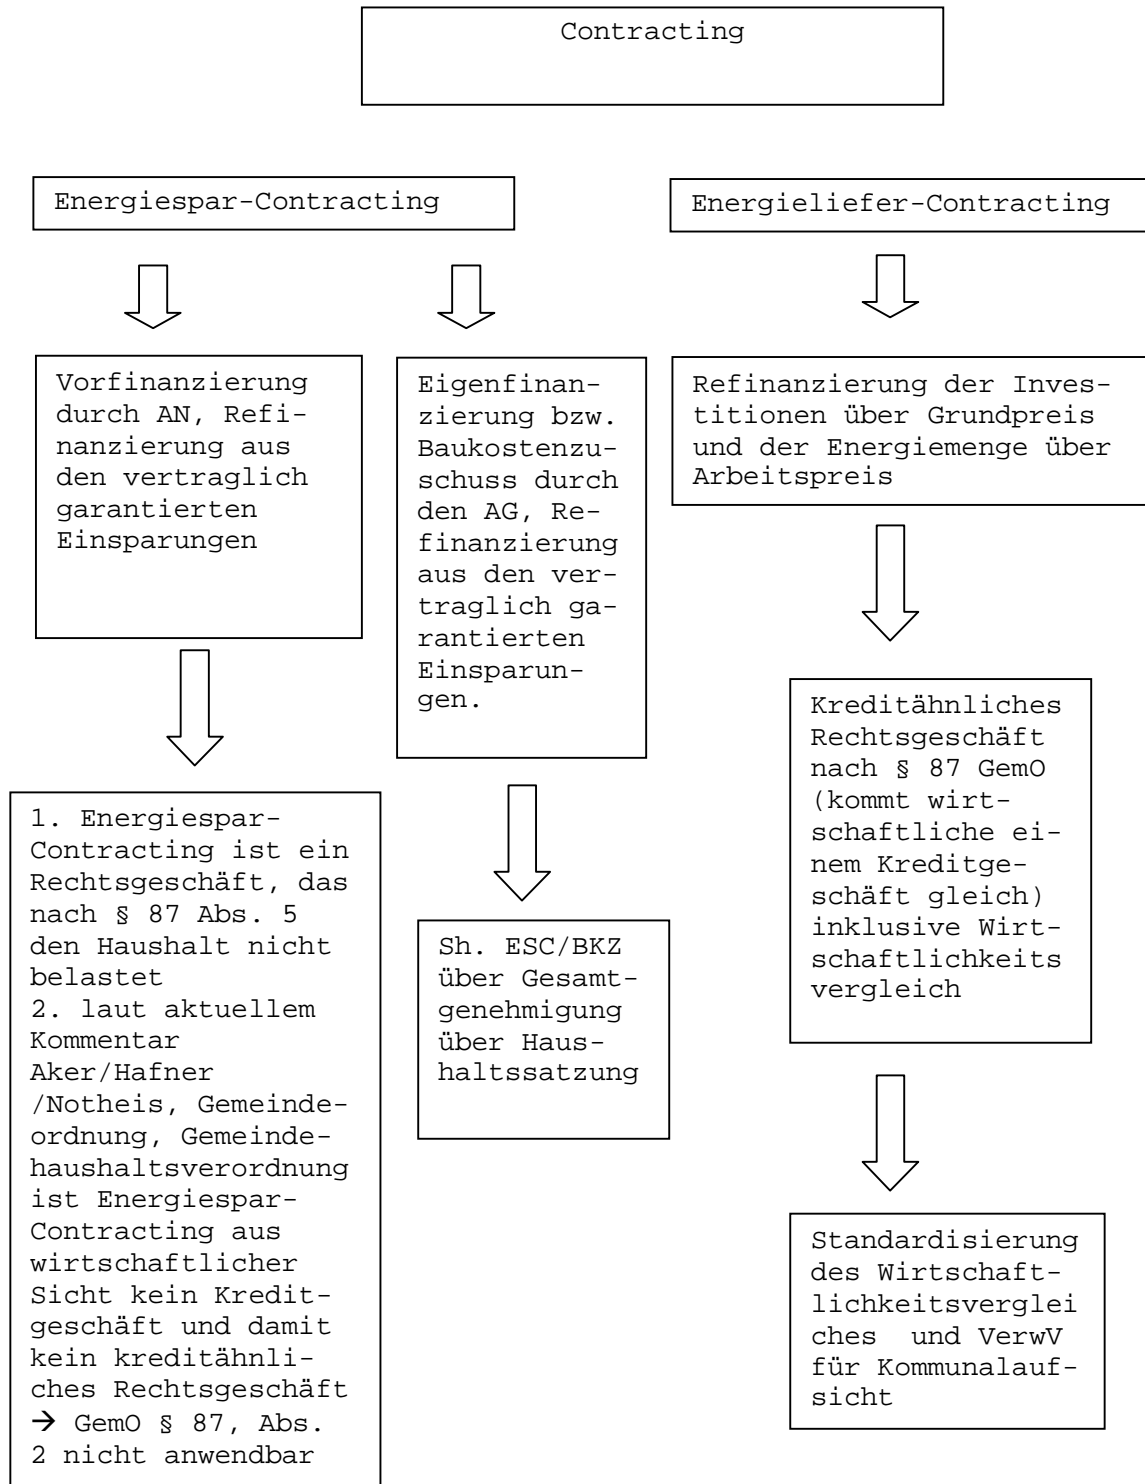 Contracting
Energiespar-Contracting
Energieliefer-Contracting
Vorfinanzierung
durch AN, Refi-
nanzierung aus
den vertraglich
garantierten
Einsparungen
Eigenfinan-
zierung bzw.
Baukostenzu-
schuss durch
den AG, Re-
finanzierung
aus den ver-
traglich ga-
rantierten
Einsparun-
gen.
Refinanzierung der Inves-
titionen über Grundpreis
und der Energiemenge über
Arbeitspreis
1. Energiespar-
Contracting ist ein
Rechtsgeschäft, das
nach § 87 Abs. 5
den Haushalt nicht
belastet
2. laut aktuellem
Kommentar
Aker/Hafner
/Notheis, Gemeinde-
ordnung, Gemeinde-
haushaltsverordnung
ist Energiespar-
Contracting aus
wirtschaftlicher
Sicht kein Kredit-
geschäft und damit
kein kreditähnli-
ches Rechtsgeschäft
→ GemO § 87, Abs.
2 nicht anwendbar
Sh. ESC/BKZ
über Gesamt-
genehmigung
über Haus-
haltssatzung
Kreditähnliches
Rechtsgeschäft
nach § 87 GemO
(kommt wirt-
schaftliche ei-
nem Kreditge-
schäft gleich)
inklusive Wirt-
schaftlichkeits
vergleich
Standardisierung
des Wirtschaft-
lichkeitsverglei
ches  und VerwV
für Kommunalauf-
sicht